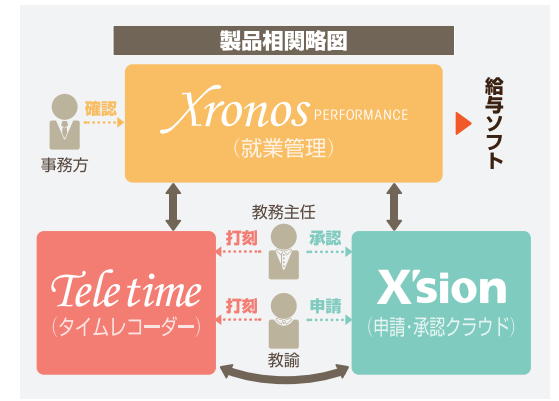 製品相関略図
Xronos PERFORMANCE
(就業管理)
確認
事務方
給与ソフト
教務主任
打刻
承認
Teletime
(タイムレコーダー)
X'sion
(申請・承認クラウド)
打刻
申請
教諭